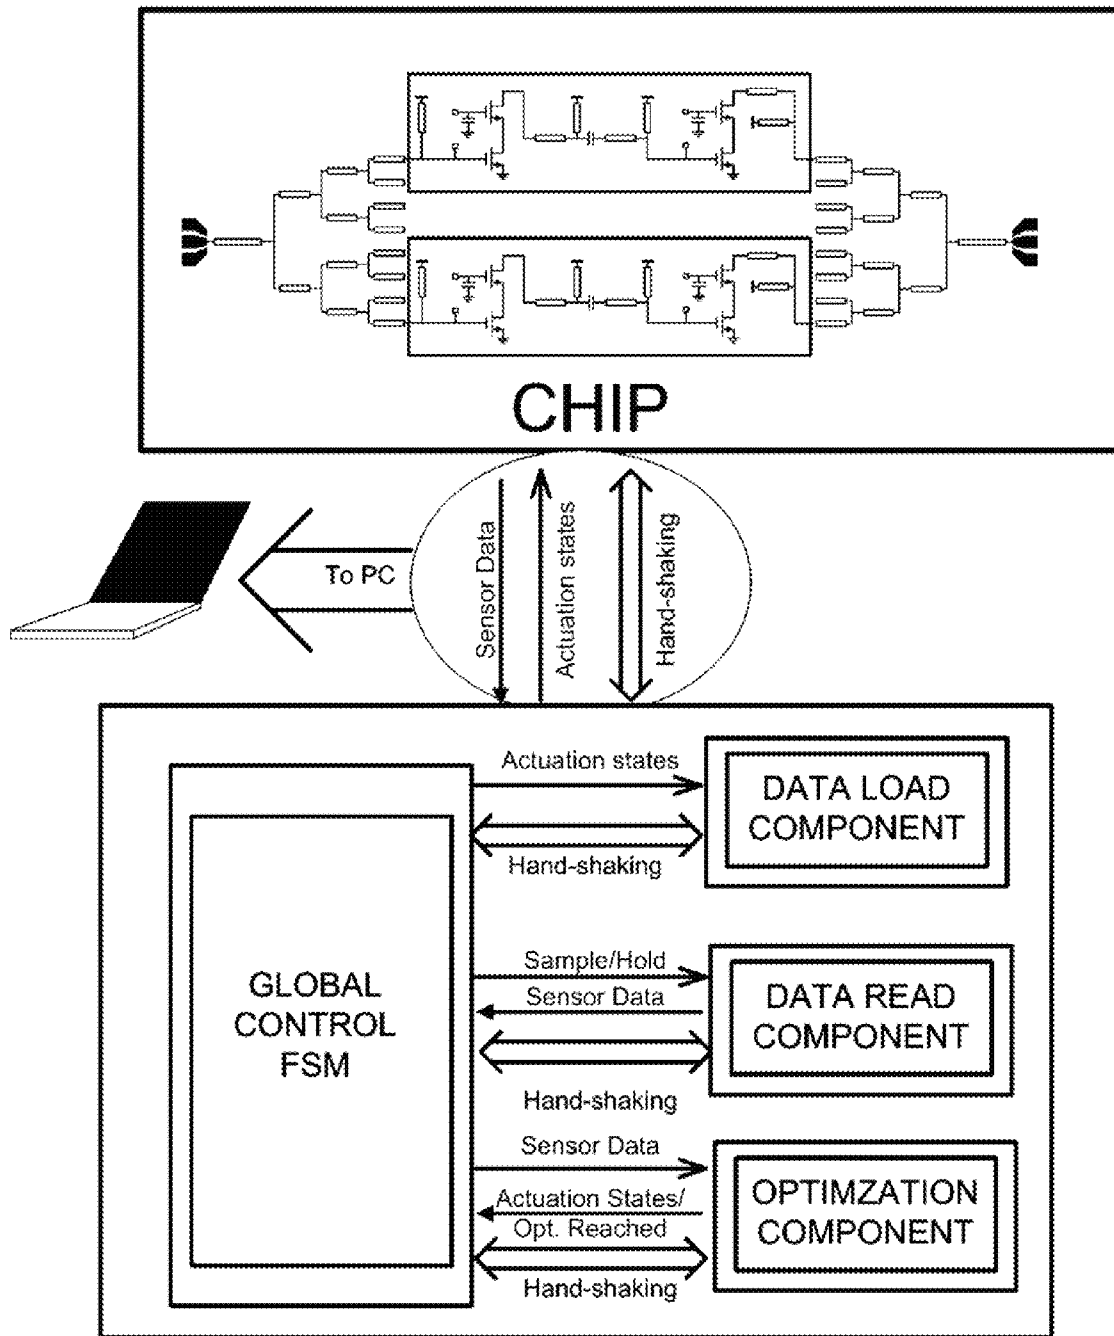 CHIP
To PC
Sensor Data
Actuation states
Hand-shaking
Actuation states
Hand-shaking
DATA LOAD
COMPONENT
GLOBAL
CONTROL
FSM
Sample/Hold
Sensor Data
Hand-shaking
DATA READ
COMPONENT
Sensor Data
Actuation States/
Opt. Reached
Hand-shaking
OPTIMZATION
COMPONENT